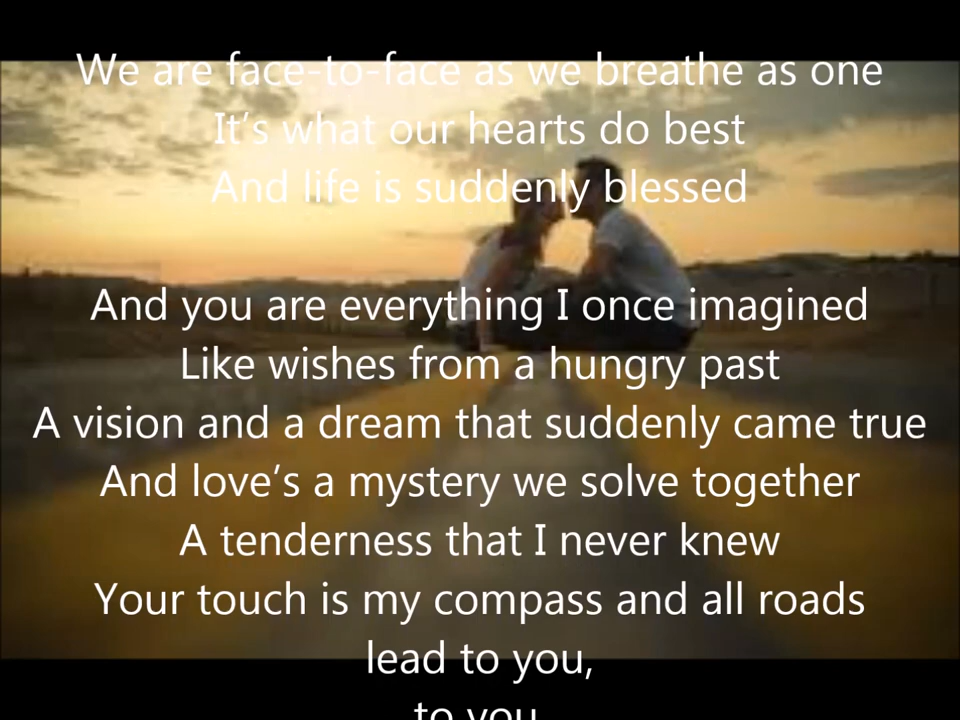 We are face-to-face as we breathe as one
It's what our hearts do best
And life is suddenly blessed
And you are everything I once imagined
Like wishes from a hungry past
A vision and a dream that suddenly came true
And love's a mystery we solve together
A tenderness that I never knew
Your touch is my compass and all roads
lead to you,
to you